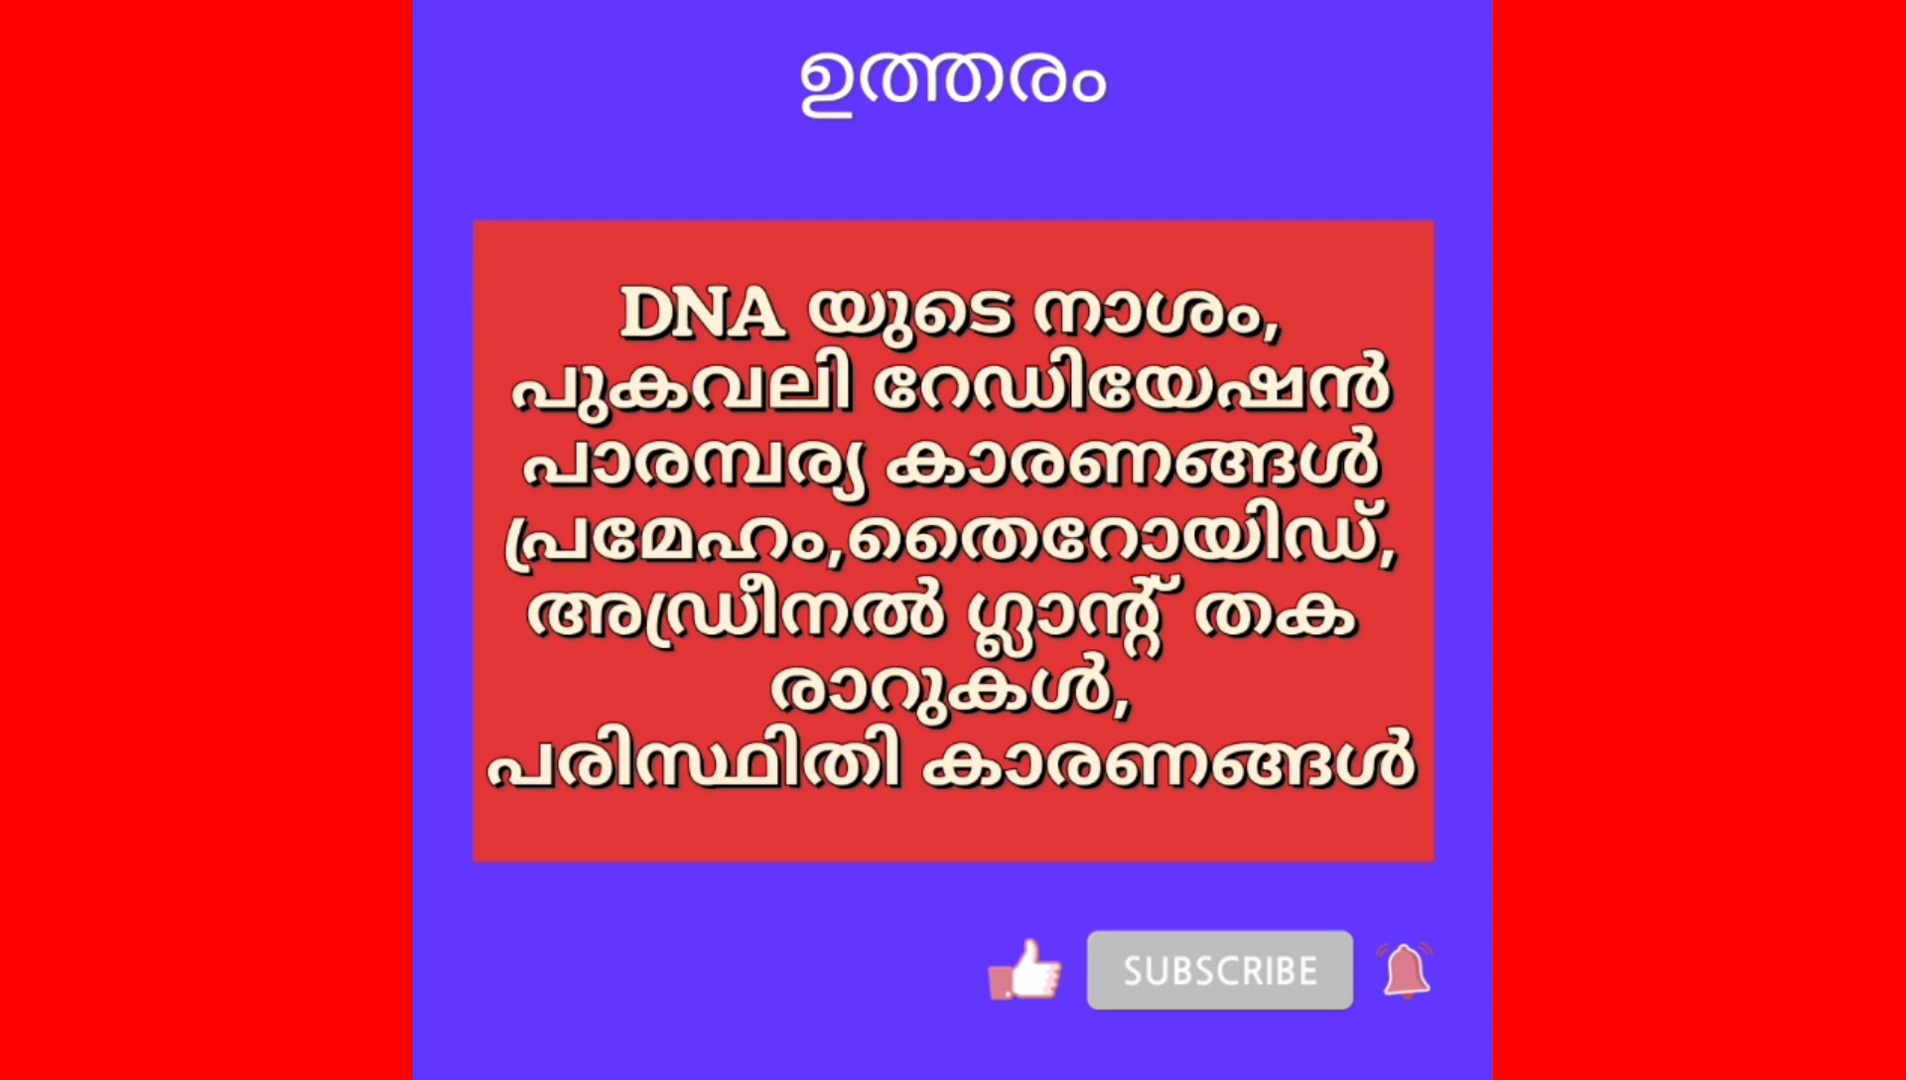 ഉത്തരം
DNA യുടെ നാശം,
പുകവലി റേഡിയേഷൻ
പാരമ്പര്യ കാരണങ്ങൾ
പ്രമേഹം,തൈറോയിഡ്,
അഡ്രീനൽ ഗ്ലാന്റ് തക
രാറുകൾ,
പരിസ്ഥിതി കാരണങ്ങൾ
SUBSCRIBE